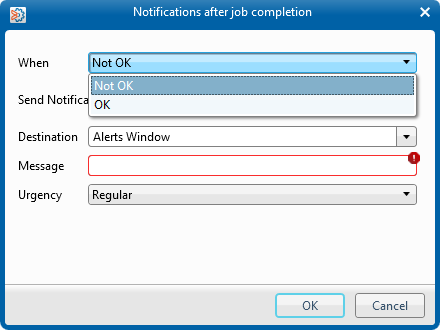 Notifications after job completion
When
Not OK
Not OK
Send Notifica
OK
Destination
Alerts Window
Message
Urgency
Regular
OK
Cancel